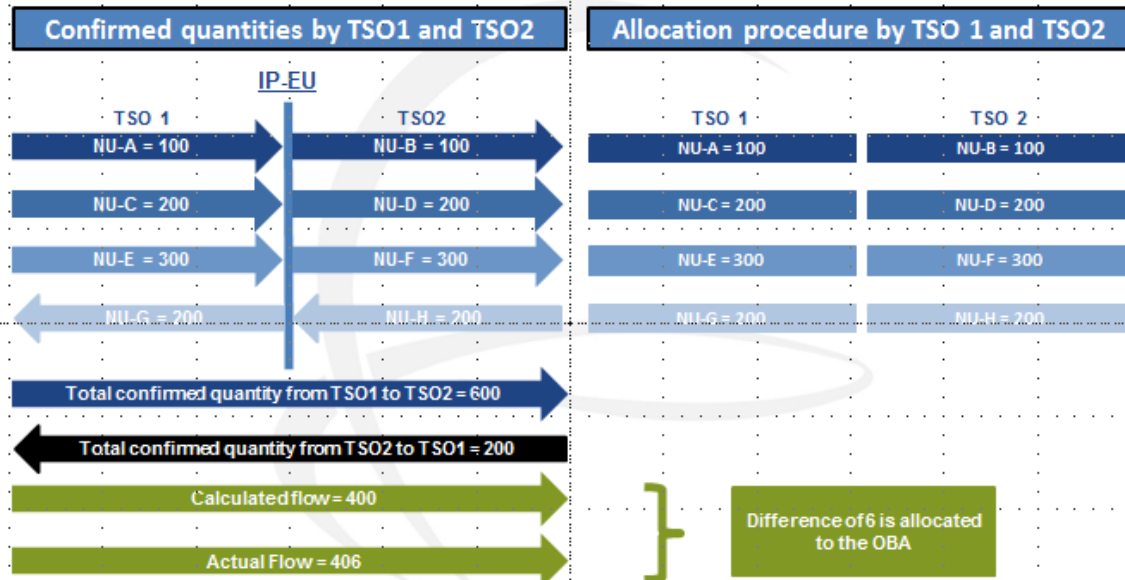 Confirmed quantities by TSO1 and TSO2
Allocation procedure by TSO 1 and TSO2
IP-EU
TSO 1
TSO2
TSO 1
TSO 2
NU-A = 100
NU-B = 100
NU-A = 100
NU-B = 100
NU-C = 200
NU-D = 200
NU-C = 200
NU-D = 200
NU-E = 300
NU-F = 300
NU-E = 300
NU-F = 300
NU-G = 200
NU-H = 200
NU-G = 200
NU-H = 200
Total confirmed quantity from TSO1 to TSO2 = 600
Total confirmed quantity from TSO2 to TSO1 = 200
Calculated flow = 400
Difference of 6 is allocated
to the OBA
Actual Flow = 406